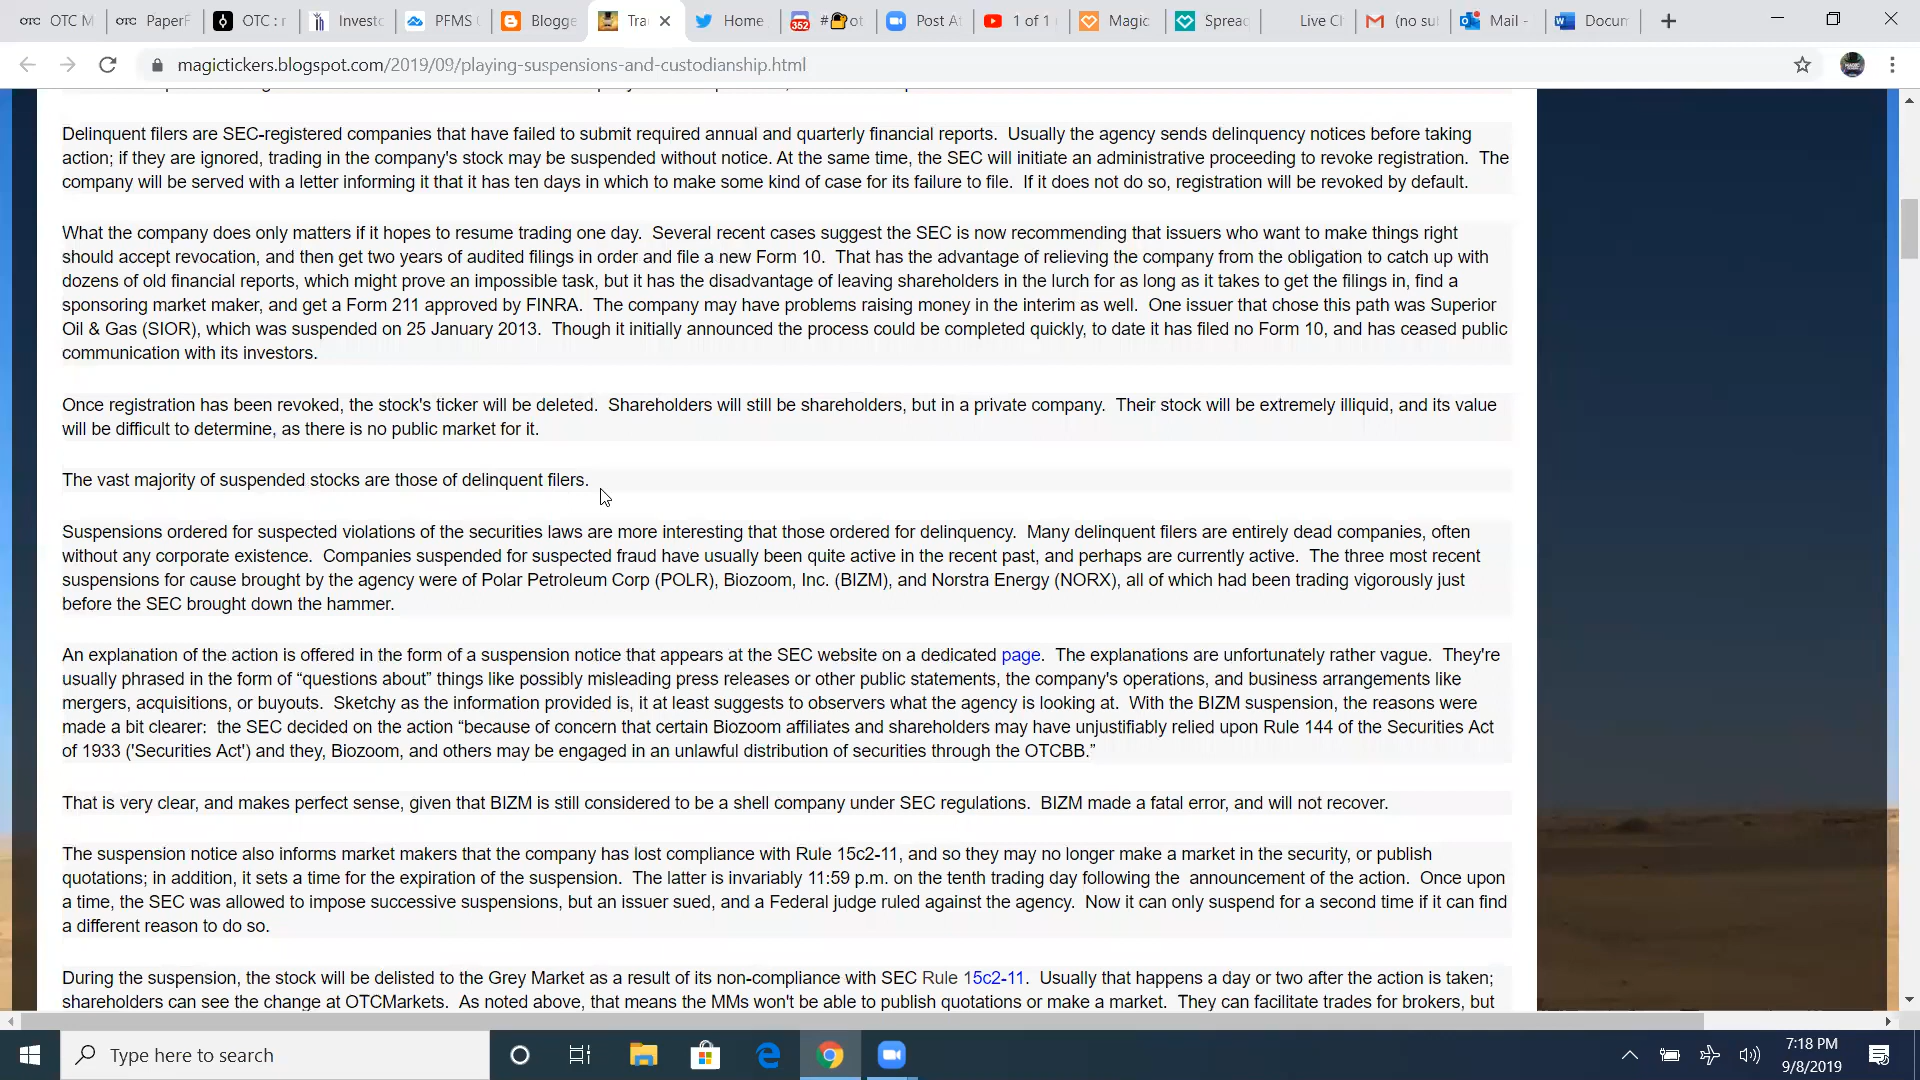 OTC M
PaperF
OTC : r
Investo
PFMS
Blogge
Tra
Home
#
ot
Post A
1 of 1
Magic
Spread
Live C
(no su
Mail -
Docum
magictickers.blogspot.com/2019/09/playing-suspensions-and-custodianship.html
Delinquent filers are SEC-registered companies that have failed to submit required annual and quarterly financial reports. Usually the agency sends delinquency notices before taking
action; if they are ignored, trading in the company's stock may be suspended without notice. At the same time, the SEC will initiate an administrative proceeding to revoke registration. The
company will be served with a letter informing it that it has ten days in which to make some kind of case for its failure to file. If it does not do so, registration will be revoked by default.
What the company does only matters if it hopes to resume trading one day. Several recent cases suggest the SEC is now recommending that issuers who want to make things right
should accept revocation, and then get two years of audited filings in order and file a new Form 10. That has the advantage of relieving the company from the obligation to catch up with
dozens of old financial reports, which might prove an impossible task, but it has the disadvantage of leaving shareholders in the lurch for as long as it takes to get the filings in, find a
sponsoring market maker, and get a Form 211 approved by FINRA. The company may have problems raising money in the interim as well. One issuer that chose this path was Superior
Oil & Gas (SIOR), which was suspended on 25 January 2013. Though it initially announced the process could be completed quickly, to date it has filed no Form 10, and has ceased public
communication with its investors.
Once registration has been revoked, the stock's ticker will be deleted. Shareholders will still be shareholders, but in a private company. Their stock will be extremely illiquid, and its value
will be difficult to determine, as there is no public market for it.
The vast majority of suspended stocks are those of delinquent filers.
Suspensions ordered for suspected violations of the securities laws are more interesting that those ordered for delinquency. Many delinquent filers are entirely dead companies, often
without any corporate existence. Companies suspended for suspected fraud have usually been quite active in the recent past, and perhaps are currently active. The three most recent
suspensions for cause brought by the agency were of Polar Petroleum Corp (POLR), Biozoom, Inc. (BIZM), and Norstra Energy (NORX), all of which had been trading vigorously just
before the SEC brought down the hammer.
An explanation of the action is offered in the form of a suspension notice that appears at the SEC website on a dedicated page. The explanations are unfortunately rather vague. They're
usually phrased in the form of “questions about” things like possibly misleading press releases or other public statements, the company's operations, and business arrangements like
mergers, acquisitions, or buyouts. Sketchy as the information provided is, it at least suggests to observers what the agency is looking at. With the BIZM suspension, the reasons were
made a bit clearer: the SEC decided on the action “because of concern that certain Biozoom affiliates and shareholders may have unjustifiably relied upon Rule 144 of the Securities Act
of 1933 ('Securities Act') and they, Biozoom, and others may be engaged in an unlawful distribution of securities through the OTCBB.”
That is very clear, and makes perfect sense, given that BIZM is still considered to be a shell company under SEC regulations. BIZM made a fatal error, and will not recover.
The suspension notice also informs market makers that the company has lost compliance with Rule 15c2-11, and so they may no longer make a market in the security, or publish
quotations; in addition, it sets a time for the expiration of the suspension. The latter is invariably 11:59 p.m. on the tenth trading day following the announcement of the action. Once upon
a time, the SEC was allowed to impose successive suspensions, but an issuer sued, and a Federal judge ruled against the agency. Now it can only suspend for a second time if it can find
a different reason to do so.
During the suspension, the stock will be delisted to the Grey Market as a result of its non-compliance with SEC Rule 15c2-11. Usually that happens a day or two after the action is taken;
shareholders can see the change at OTCMarkets. As noted above, that means the MMs won't be able to publish quotations or make a market. They can facilitate trades for brokers, but
Type here to search
7:18 PM
9/8/2019